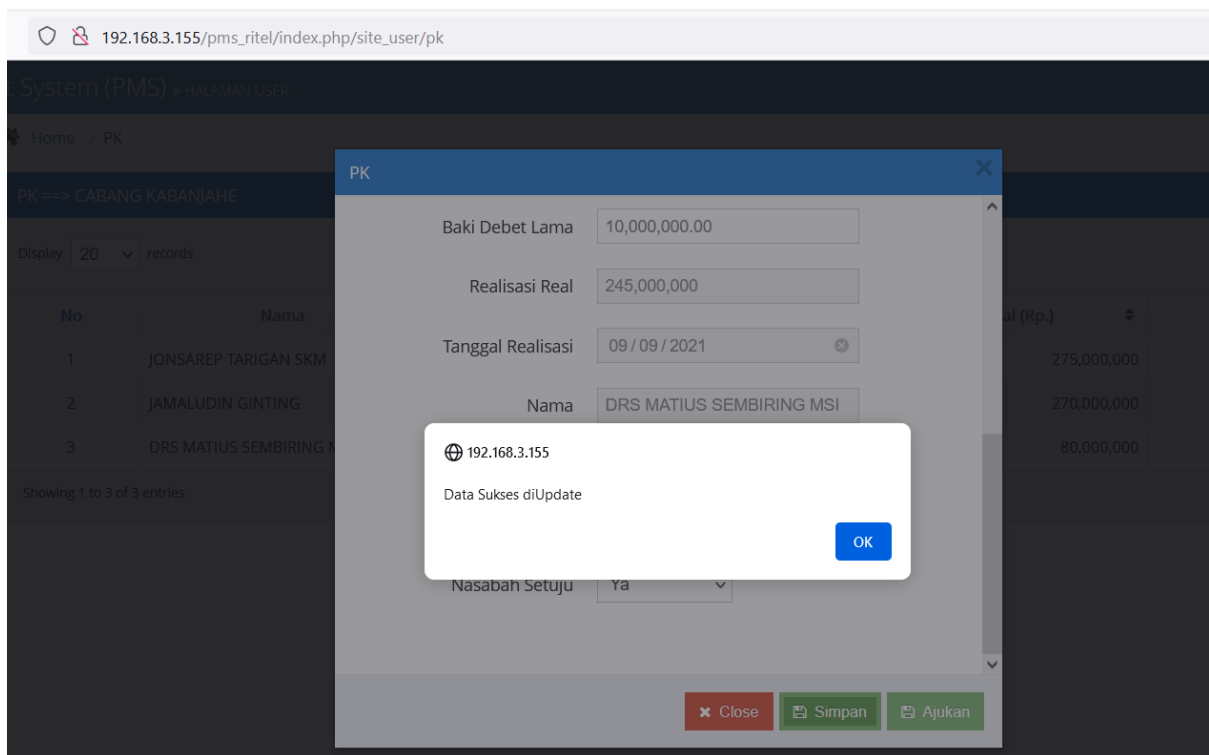 192.168.3.155/pms_ritel/index.php/site_user/pk
t System (PMS) » HALAMAN USER
Home > PK
PK
PK ==> CABANG KABANJAHE
Baki Debet Lama 10,000,000.00
Display 20 records
Realisasi Real 245,000,000
No Nama al (Rp.)
Tanggal Realisasi 09 / 09 / 2021
1 JONSAREP TARIGAN SKM 275,000,000
2 JAMALUDIN GINTING 270,000,000
Nama DRS MATIUS SEMBIRING MSI
3 DRS MATIUS SEMBIRING M 80,000,000
192.168.3.155
Showing 1 to 3 of 3 entries
Data Sukses diUpdate
OK
Nasabah Setuju Ya
Close Simpan Ajukan